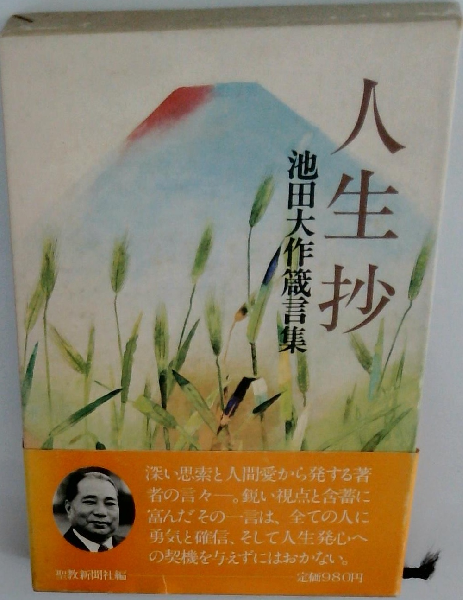 人生抄
池田大作箴言集
深い思索と人間愛から発する著
者の言々―。鋭い視点と含蓄に
富んだその一言は、全ての人に
勇気と確信、そして人生発心への
契機を与えずにはおかない。
聖教新聞社編
定価980円